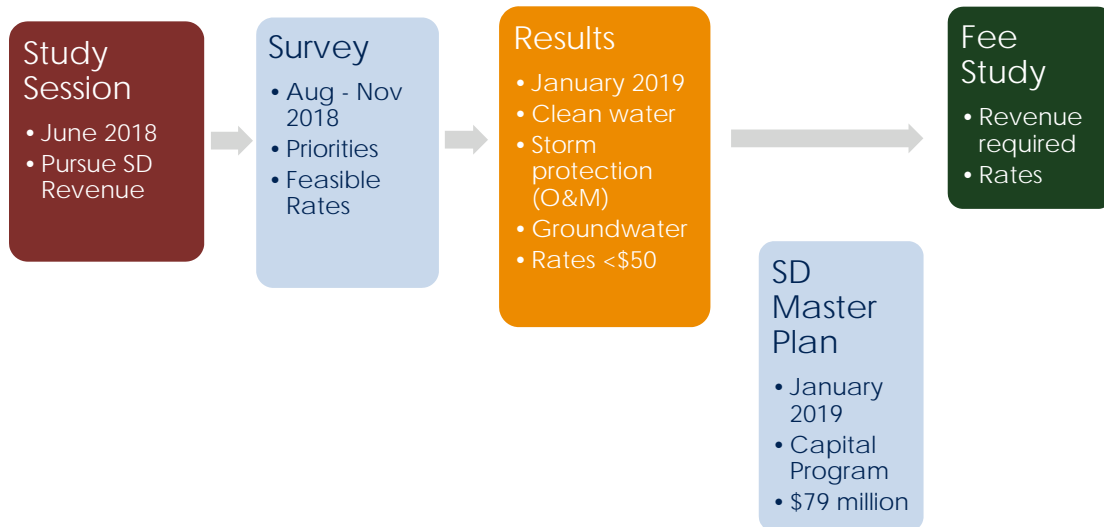 Study
Session
• June 2018
• Pursue SD
Revenue
Survey
• Aug - Nov
2018
• Priorities
• Feasible
Rates
Results
• January 2019
• Clean water
• Storm
protection
(O&M)
• Groundwater
• Rates <$50
SD
Master
Plan
• January
2019
• Capital
Program
• $79 million
Fee
Study
• Revenue
required
• Rates